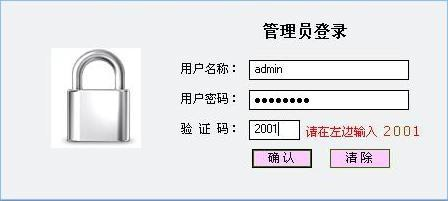 管理员登录
用户名称： admin
用户密码： ●●●●●●●●
验 证 码： 2001 请在左边输入 2001
确 认 清 除